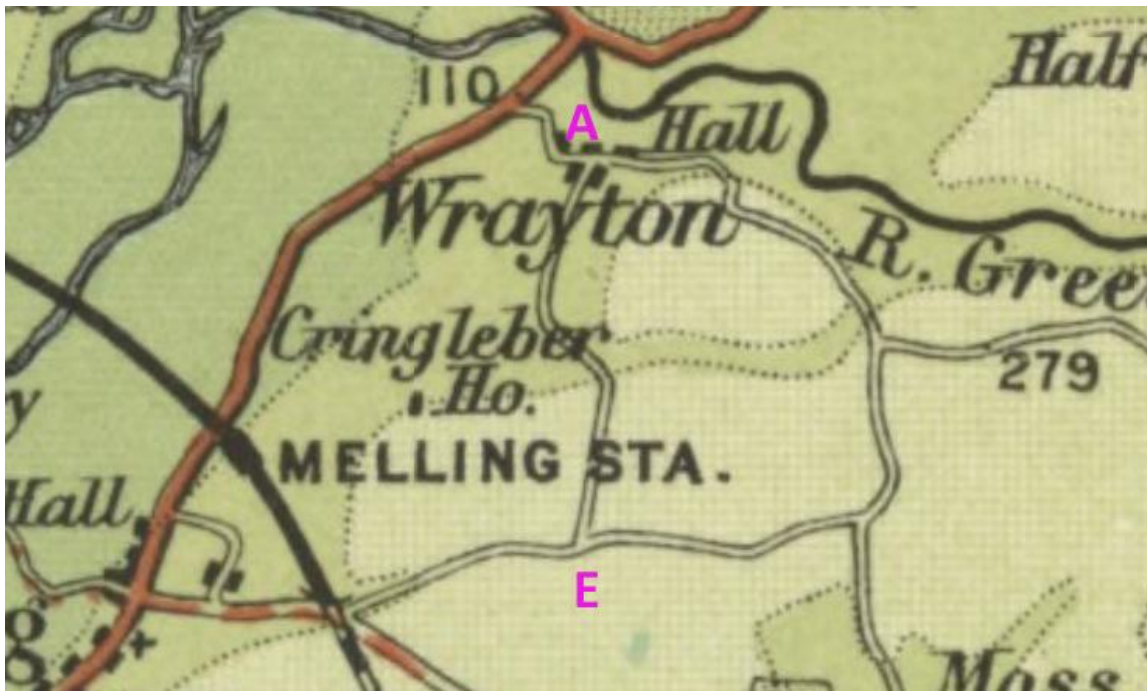 110
A
Hall
Half
Wrayton
R. Gree
Cringleber
Ho.
279
y
MELLING STA.
Hall
E
g
Moss